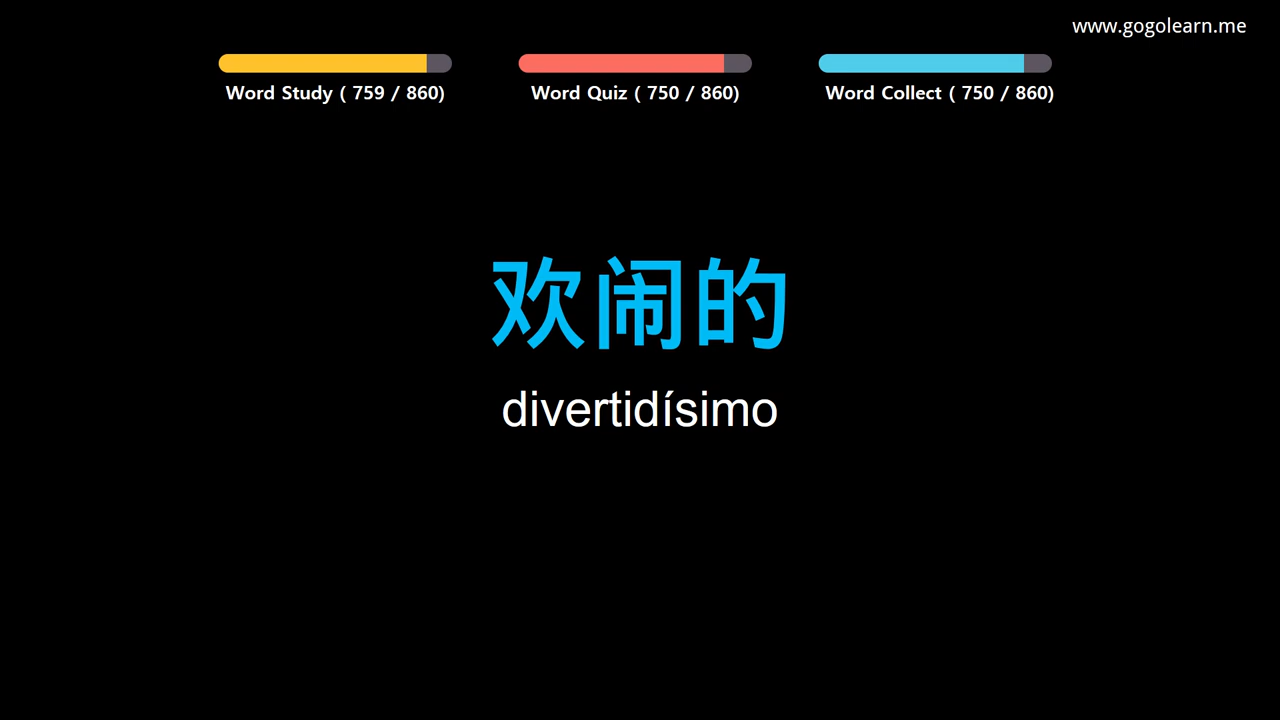 www.gogolearn.me
Word Study ( 759 / 860)
Word Quiz ( 750 / 860)
Word Collect ( 750 / 860)
欢闹的
divertidísimo